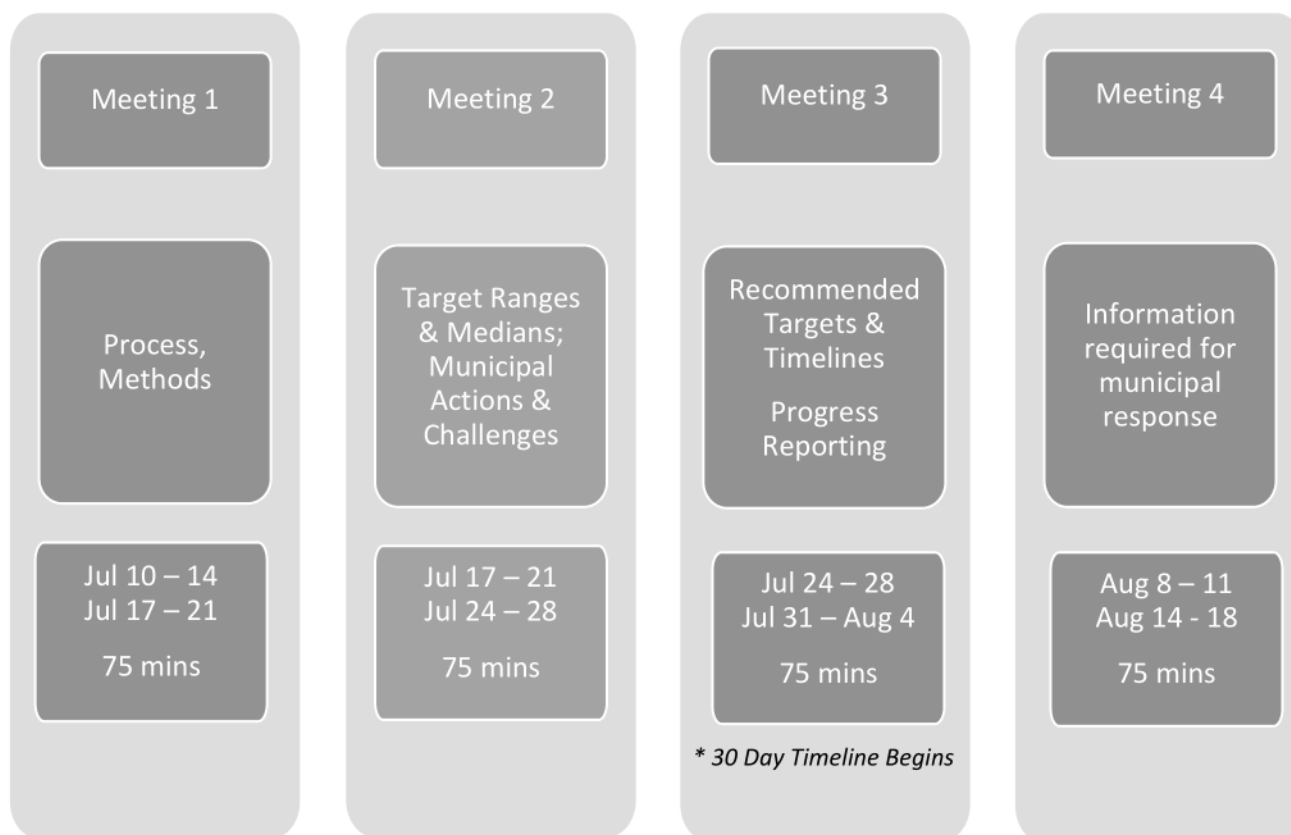 Meeting 1
Process,
Methods
Jul 10 – 14
Jul 17 – 21
75 mins
Meeting 2
Target Ranges
& Medians;
Municipal
Actions &
Challenges
Jul 17 – 21
Jul 24 – 28
75 mins
Meeting 3
Recommended
Targets &
Timelines
Progress
Reporting
Jul 24 – 28
Jul 31 – Aug 4
75 mins
* 30 Day Timeline Begins
Meeting 4
Information
required for
municipal
response
Aug 8 – 11
Aug 14 - 18
75 mins